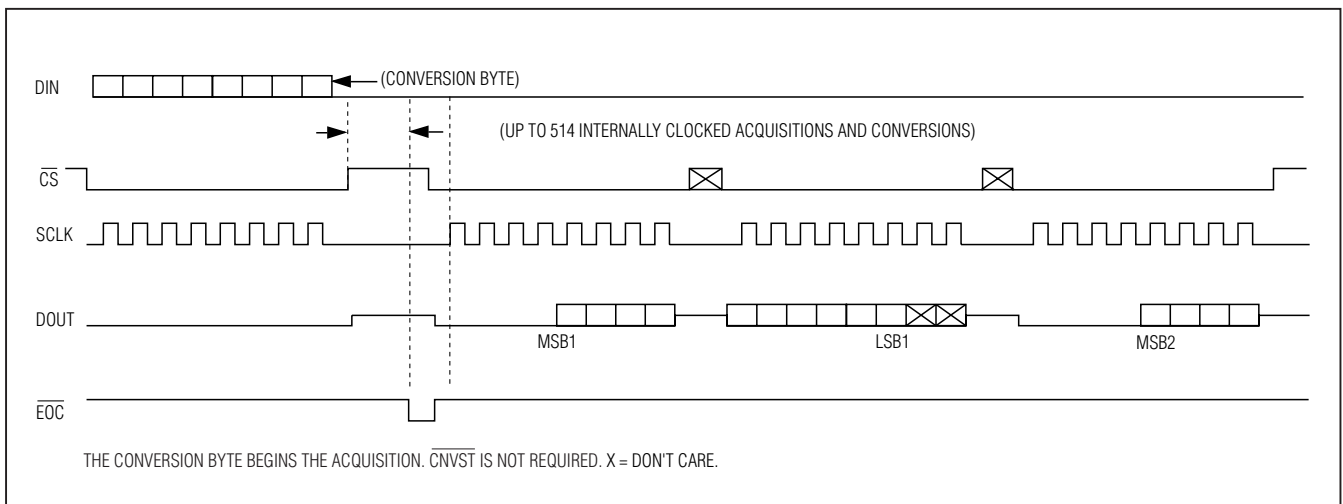 DIN
(CONVERSION BYTE)
(UP TO 514 INTERNALLY CLOCKED ACQUISITIONS AND CONVERSIONS)
CS
SCLK
DOUT
MSB1
LSB1
MSB2
EOC
THE CONVERSION BYTE BEGINS THE ACQUISITION. CNVST IS NOT REQUIRED. X = DON'T CARE.